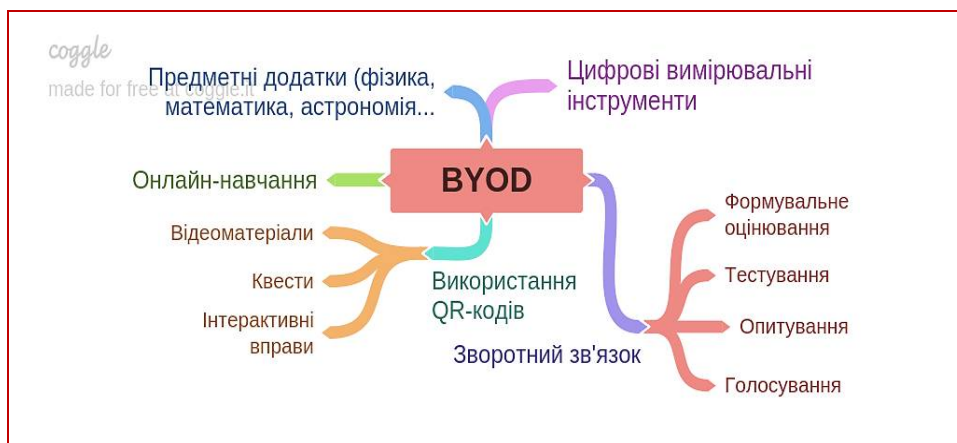 coggle
made for free at coggle.it
Предметні додатки (фізика,
математика, астрономія...
Цифрові вимірювальні
інструменти
BYOD
Онлайн-навчання
Відеоматеріали
Квести
Інтерактивні
вправи
Використання
QR-кодів
Зворотний зв'язок
Формувальне
оцінювання
Тестування
Опитування
Голосування